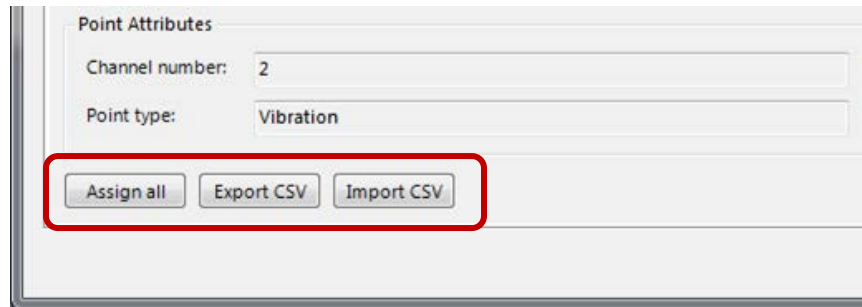 Point Attributes
Channel number: 2
Point type: Vibration
Assign all Export CSV Import CSV